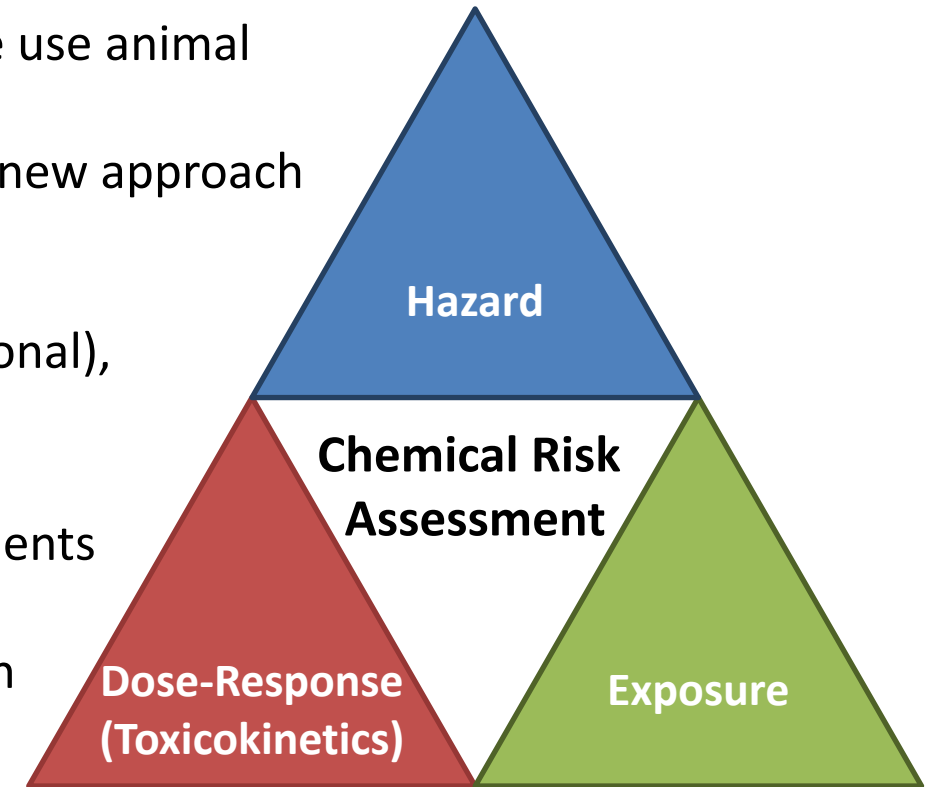 use animal
new approach
Hazard
onal),
Chemical Risk
Assessment
ents
Dose-Response
(Toxicokinetics)
Exposure